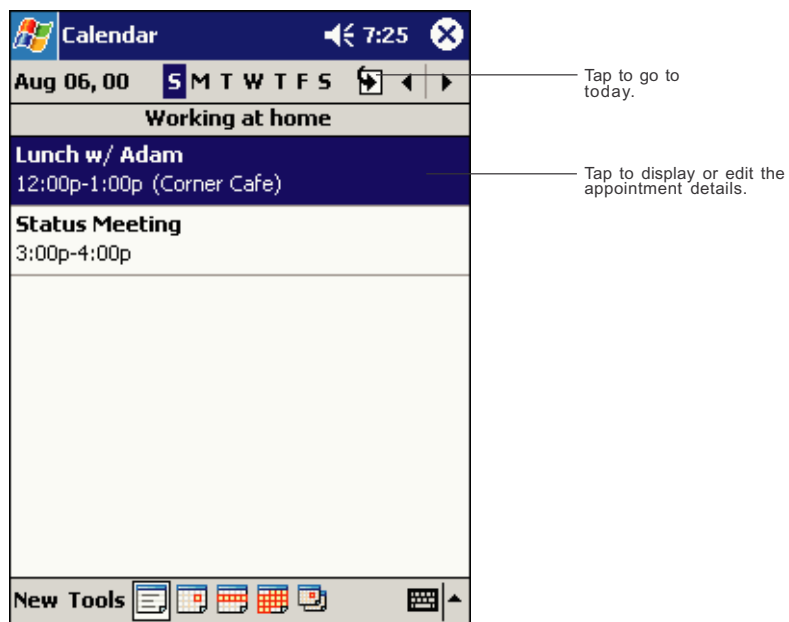 Calendar 7:25
Aug 06, 00 S M T W T F S
Tap to go to
today.
Working at home
Lunch w/ Adam
12:00p-1:00p (Corner Cafe)
Tap to display or edit the
appointment details.
Status Meeting
3:00p-4:00p
New Tools